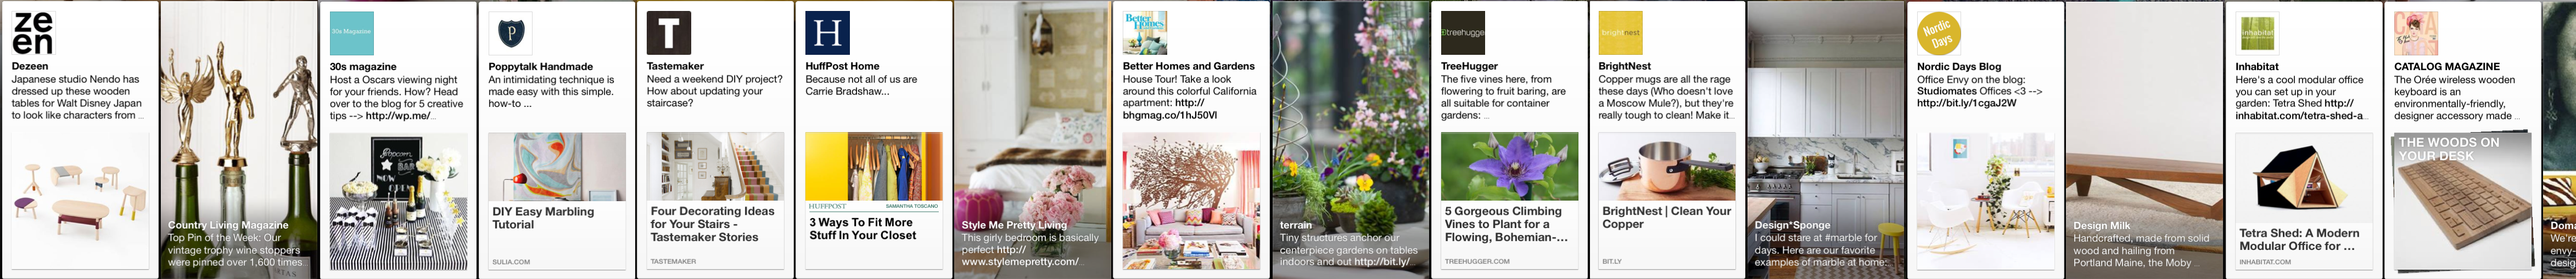 ze
en
Dezeen
Japanese studio Nendo has
dressed up these wooden
tables for Walt Disney Japan
to look like characters from ...
Country Living Magazine
Top Pin of the Week: Our
vintage trophy wine stoppers
were pinned over 1,600 times
30s Magazine
30s magazine
Host a Oscars viewing night
for your friends. How? Head
over to the blog for 5 creative
tips --> http://wp.me/...
Popcorn
BAR
P
Poppytalk Handmade
An intimidating technique is
made easy with this simple.
how-to ...
DIY Easy Marbling
Tutorial
SULIA.COM
T
Tastemaker
Need a weekend DIY project?
How about updating your
staircase?
Four Decorating Ideas
for Your Stairs -
Tastemaker Stories
TASTEMAKER
H
HuffPost Home
Because not all of us are
Carrie Bradshaw...
HUFFPOST SAMANTHA TOSCANO
3 Ways To Fit More
Stuff In Your Closet
Style Me Pretty Living
This girly bedroom is basically
perfect http://
www.stylemepretty.com/...
Better Homes
Better Homes and Gardens
House Tour! Take a look
around this colorful California
apartment: http://
bhgmag.co/1hJ50VI
terrain
Tiny structures anchor our
centerpiece gardens on tables
indoors and out http://bit.ly/...
treehugge
TreeHugger
The five vines here, from
flowering to fruit baring, are
all suitable for container
gardens: ...
5 Gorgeous Climbing
Vines to Plant for a
Flowing, Bohemian-...
TREEHUGGER.COM
brightnest
BrightNest
Copper mugs are all the rage
these days (Who doesn't love
a Moscow Mule?), but they're
really tough to clean! Make it...
BrightNest | Clean Your
Copper
BIT.LY
Design*Sponge
I could stare at #marble for
days. Here are our favorite
examples of marble at home:
Nordic
Days
Nordic Days Blog
Office Envy on the blog:
Studiomates Offices <3 -->
http://bit.ly/1cgaJ2W
Design Milk
Handcrafted, made from solid
wood and hailing from
Portland Maine, the Moby
inhabitat
Inhabitat
Here's a cool modular office
you can set up in your
garden: Tetra Shed http://
inhabitat.com/tetra-shed-a...
Tetra Shed: A Modern
Modular Office for ...
INHABITAT.COM
CATALOG MAGAZINE
The Orée wireless wooden
keyboard is an
environmentally-friendly,
designer accessory made ...
THE WOODS ON
YOUR DESK
Doma
We're
envy-
desig